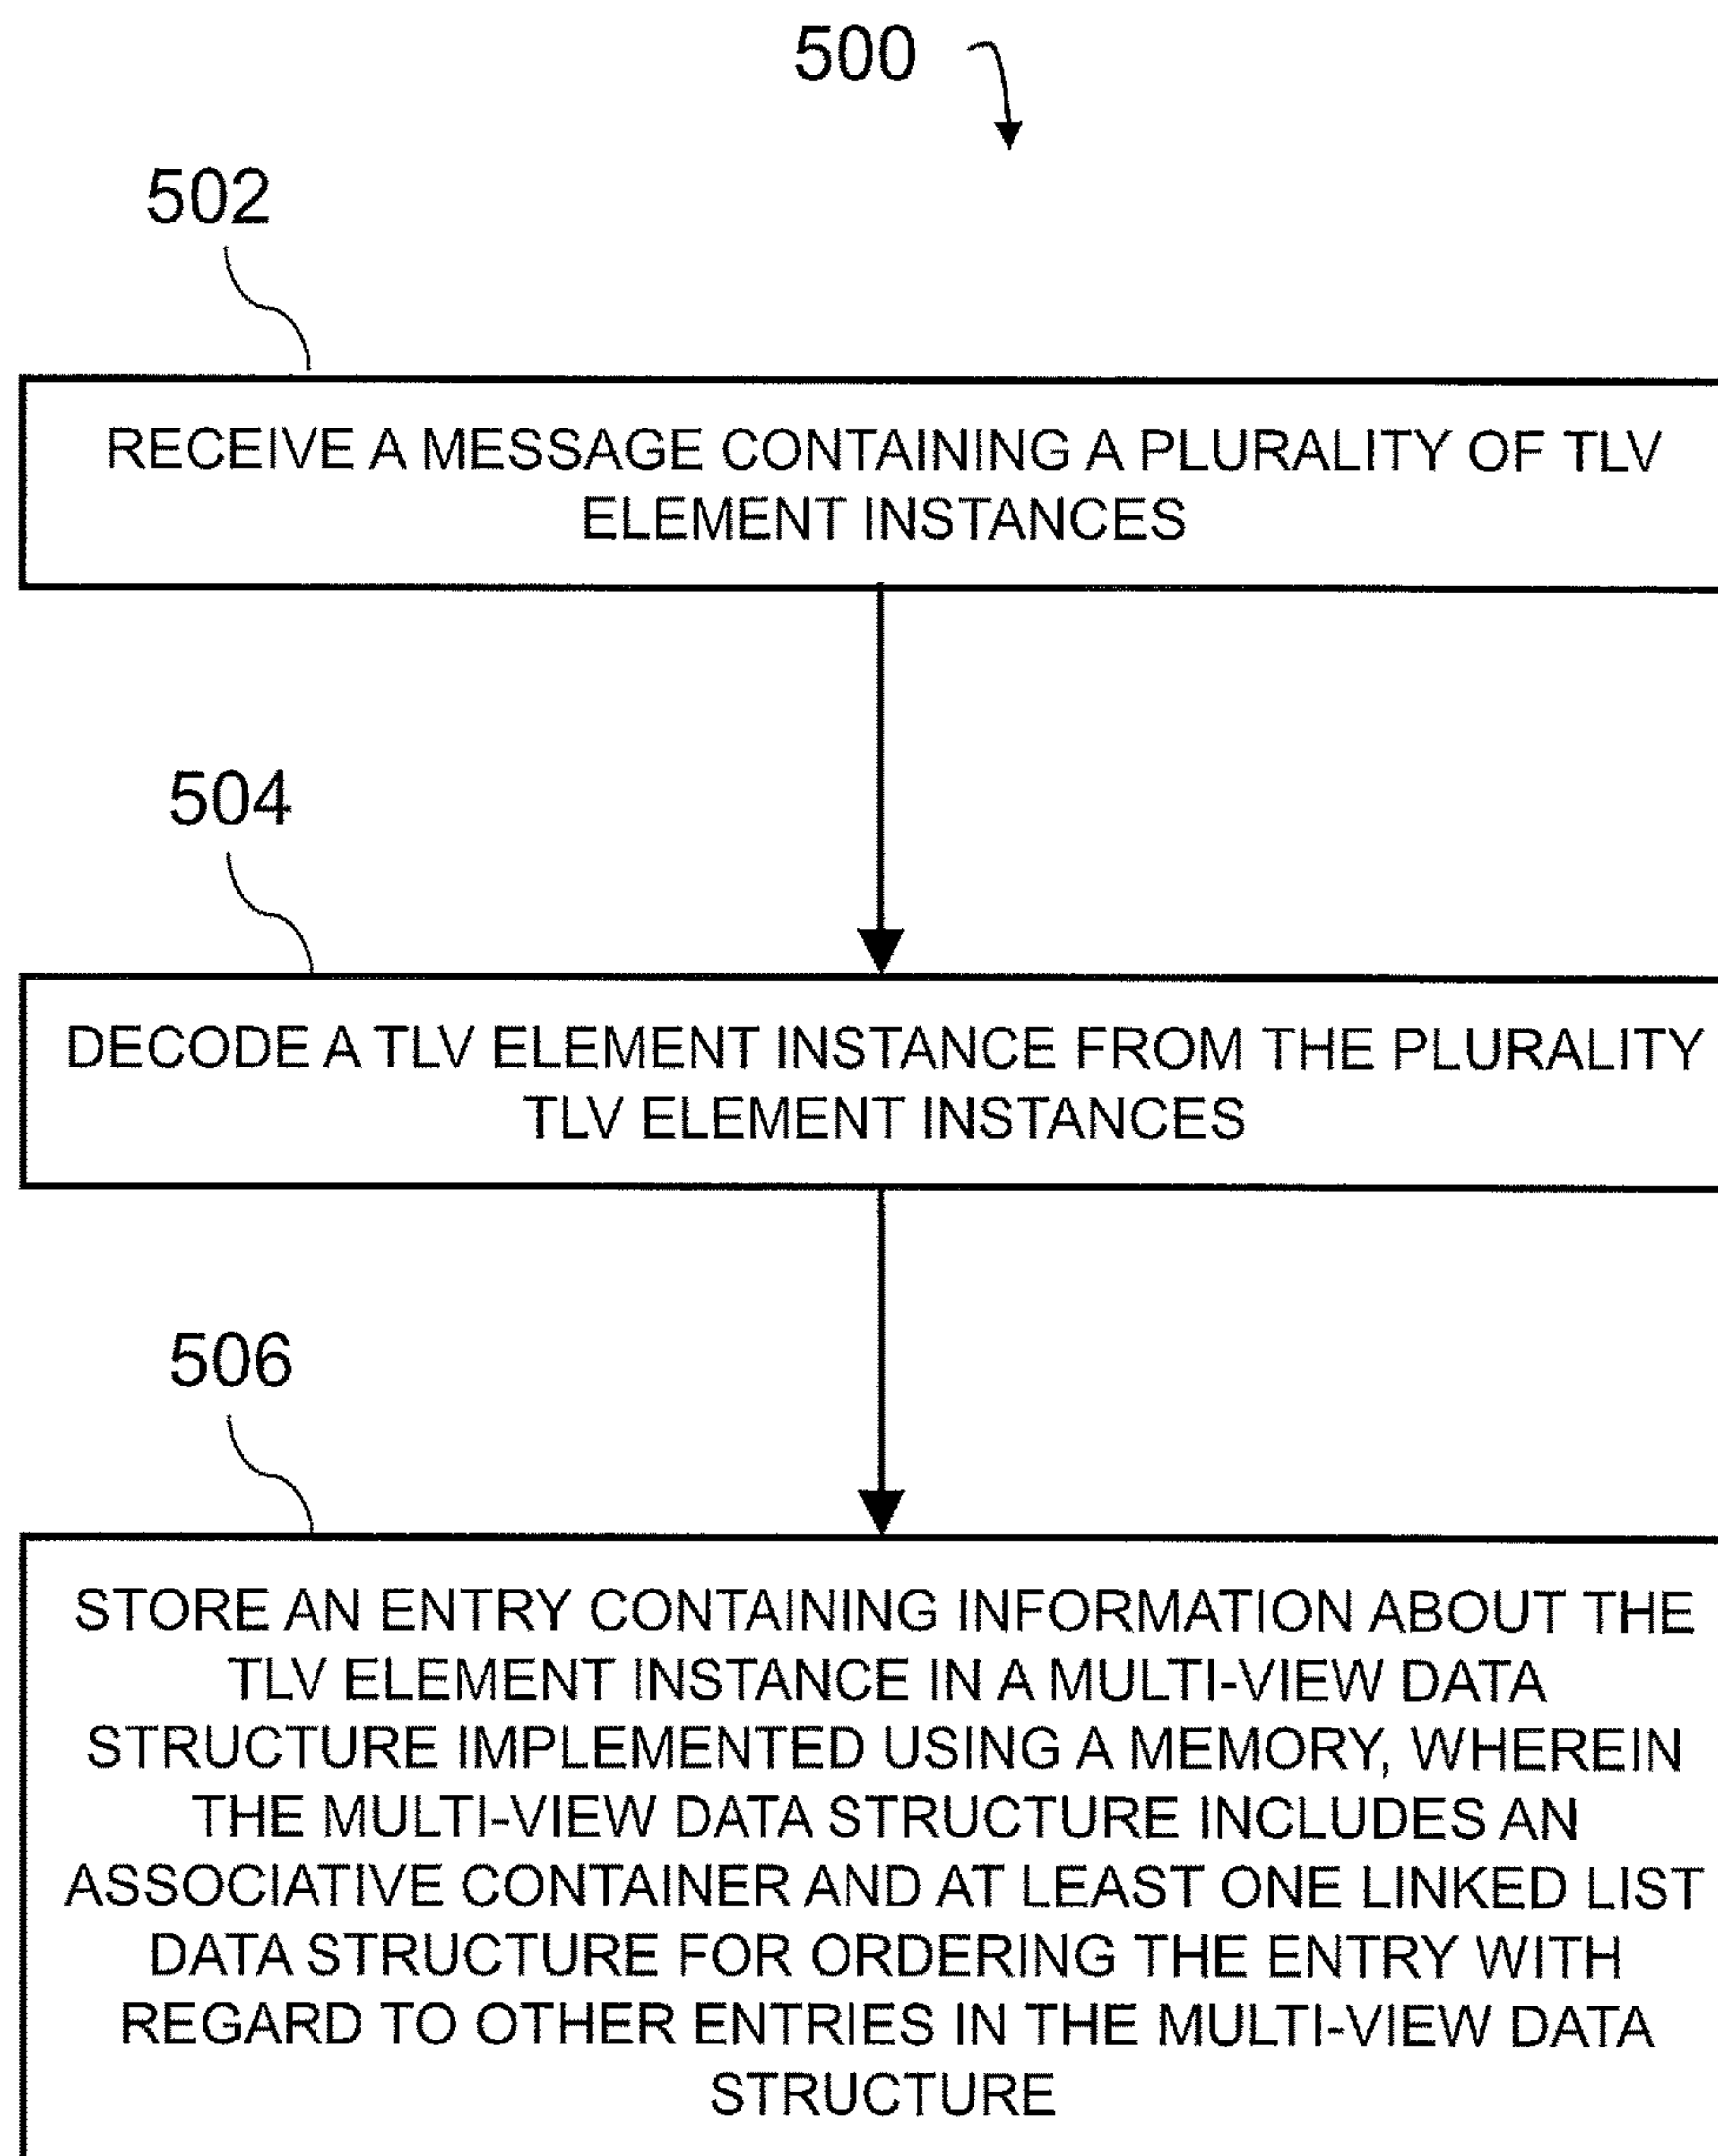 500
502
RECEIVE A MESSAGE CONTAINING A PLURALITY OF TLV
ELEMENT INSTANCES
504
DECODE A TLV ELEMENT INSTANCE FROM THE PLURALITY
TLV ELEMENT INSTANCES
506
STORE AN ENTRY CONTAINING INFORMATION ABOUT THE
TLV ELEMENT INSTANCE IN A MULTI-VIEW DATA
STRUCTURE IMPLEMENTED USING A MEMORY, WHEREIN
THE MULTI-VIEW DATA STRUCTURE INCLUDES AN
ASSOCIATIVE CONTAINER AND AT LEAST ONE LINKED LIST
DATA STRUCTURE FOR ORDERING THE ENTRY WITH
REGARD TO OTHER ENTRIES IN THE MULTI-VIEW DATA
STRUCTURE